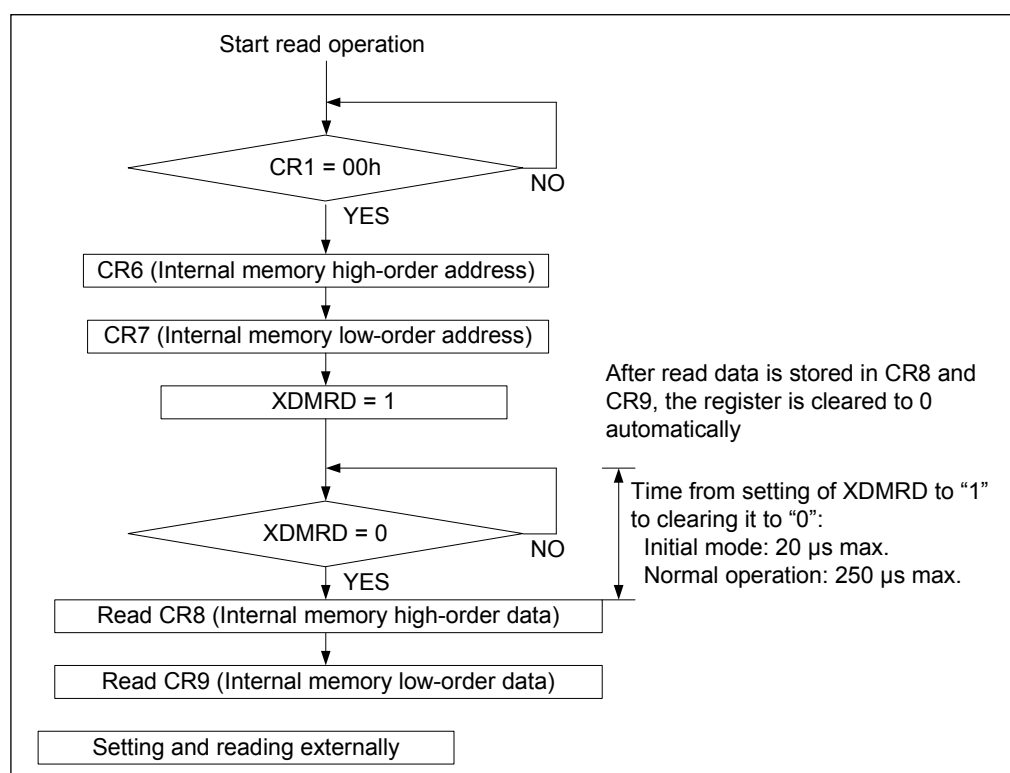 Start read operation
CR1 = 00h
NO
YES
CR6 (Internal memory high-order address)
CR7 (Internal memory low-order address)
XDMRD = 1
After read data is stored in CR8 and
CR9, the register is cleared to 0
automatically
Time from setting of XDMRD to “1”
to clearing it to “0”:
Initial mode: 20 µs max.
Normal operation: 250 µs max.
XDMRD = 0
NO
YES
Read CR8 (Internal memory high-order data)
Read CR9 (Internal memory low-order data)
Setting and reading externally